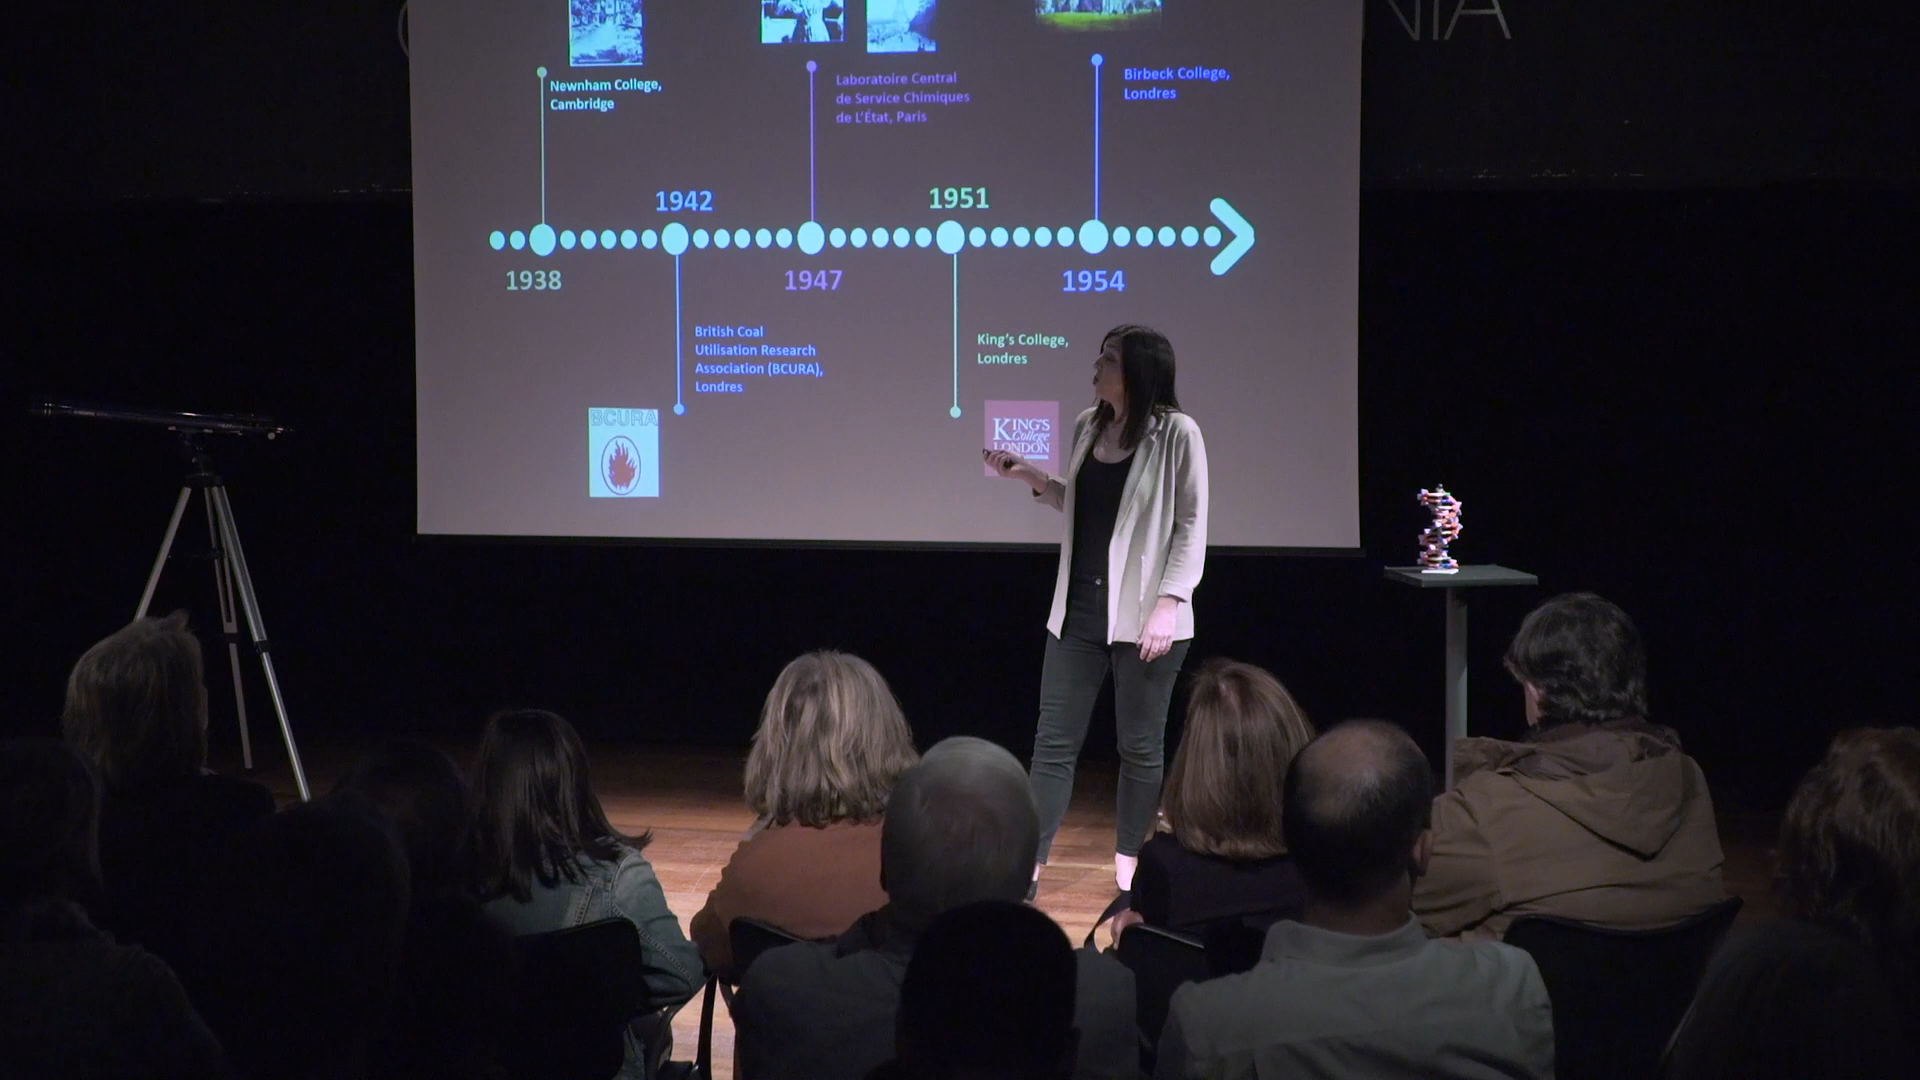 NIA
Newnham College,
Cambridge
Laboratoire Central
de Service Chimiques
de L'État, Paris
Birbeck College,
Londres
1942
1951
1938
1947
1954
British Coal
Utilisation Research
Association (BCURA),
Londres
King's College,
Londres
BCURA
KING'S
College
LONDON